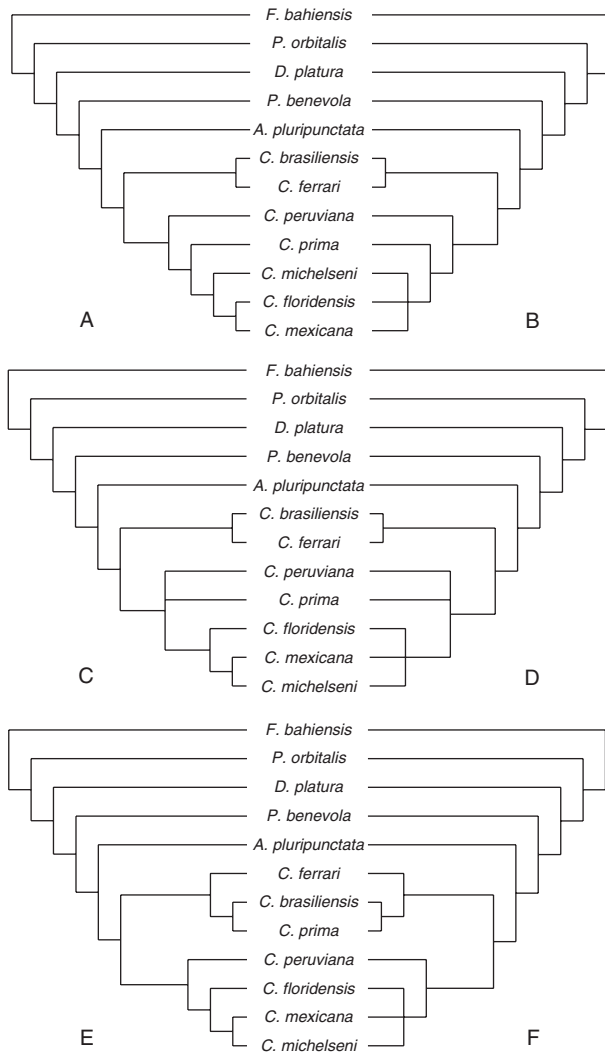 F. bahiensis
P. orbitalis
D. platura
P. benevola
A. pluripunctata
C. brasiliensis
C. ferrari
C. peruviana
C. prima
C. michelseni
C. floridensis
C. mexicana
A
B
F. bahiensis
P. orbitalis
D. platura
P. benevola
A. pluripunctata
C. brasiliensis
C. ferrari
C. peruviana
C. prima
C. floridensis
C. mexicana
C. michelseni
C
D
F. bahiensis
P. orbitalis
D. platura
P. benevola
A. pluripunctata
C. ferrari
C. brasiliensis
C. prima
C. peruviana
C. floridensis
C. mexicana
C. michelseni
E
F